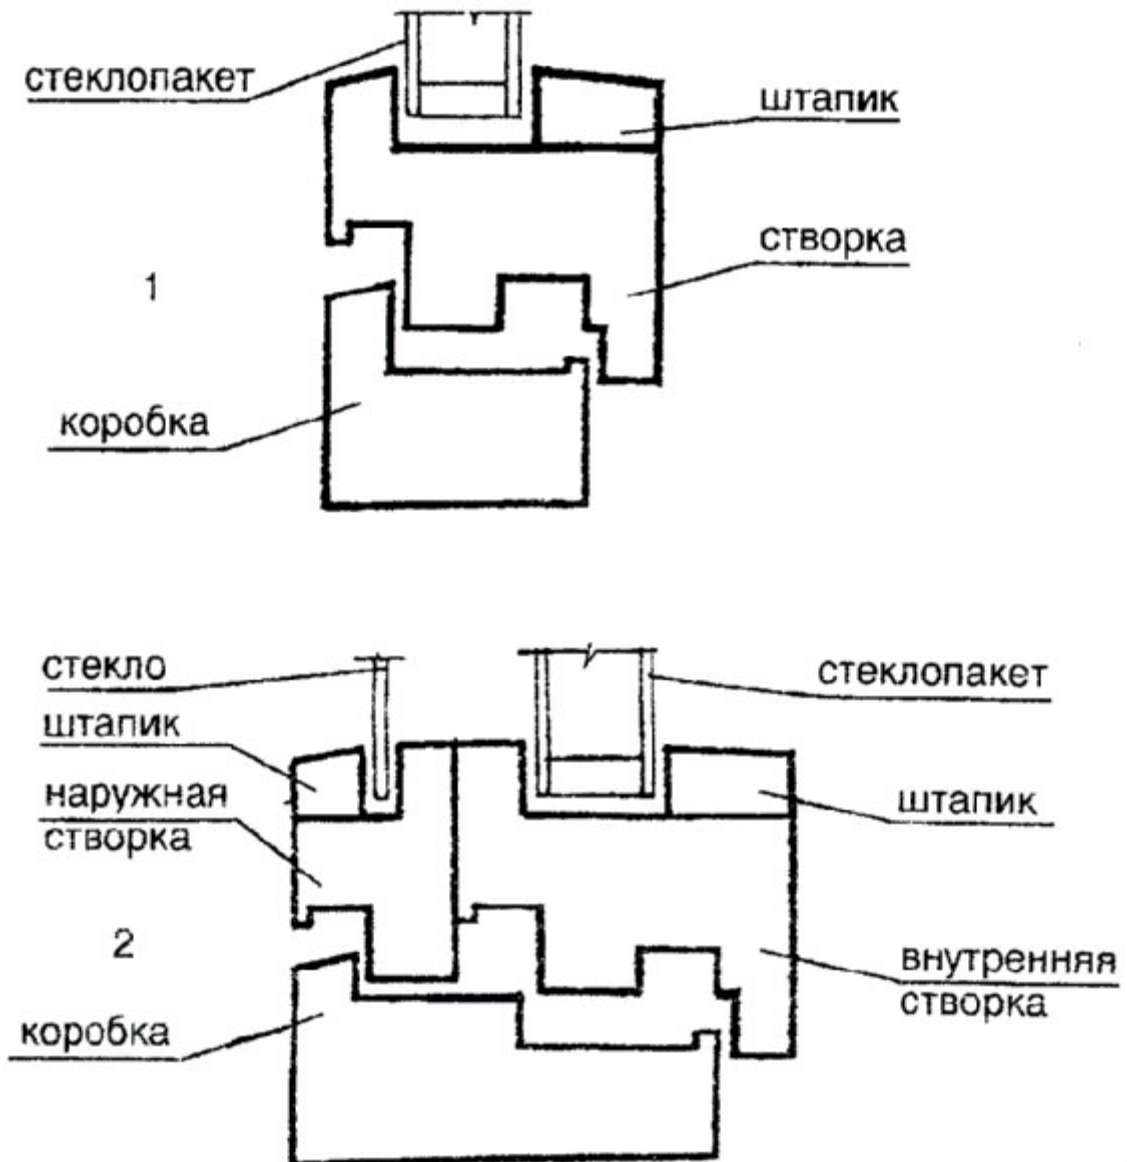 стеклопакет
штапик
створка
1
коробка
стекло
стеклопакет
штапик
наружная
створка
штапик
2
внутренняя
створка
коробка